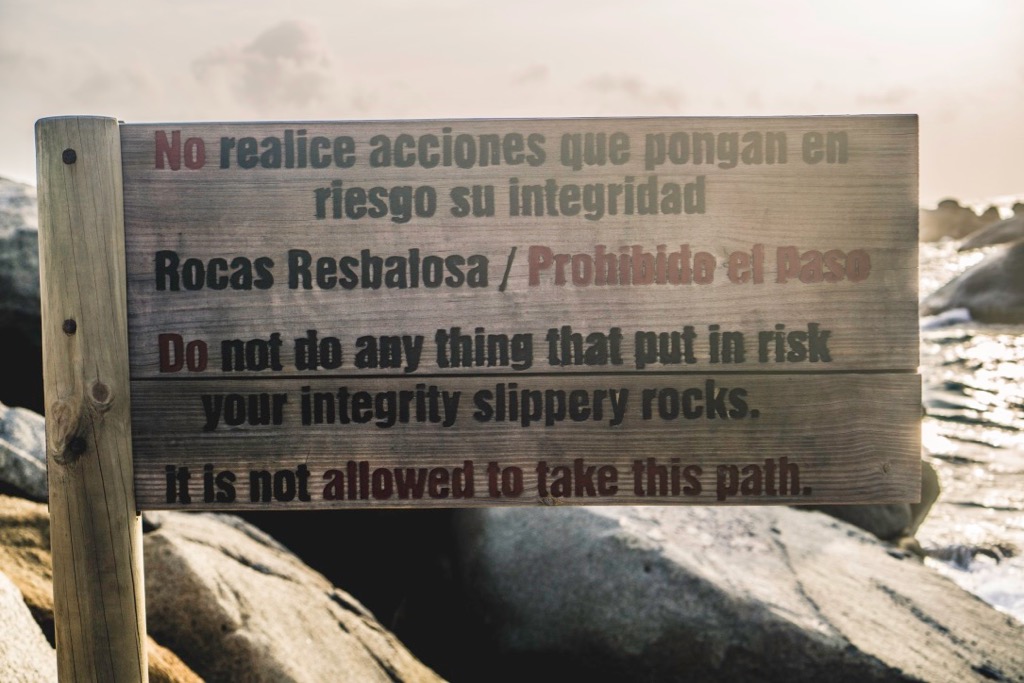 No realice acciones que pongan en
riesgo su integridad
Rocas Resbalosa / Prohibido el Paso
Do not do any thing that put in risk
your integrity slippery rocks.
it is not allowed to take this path.